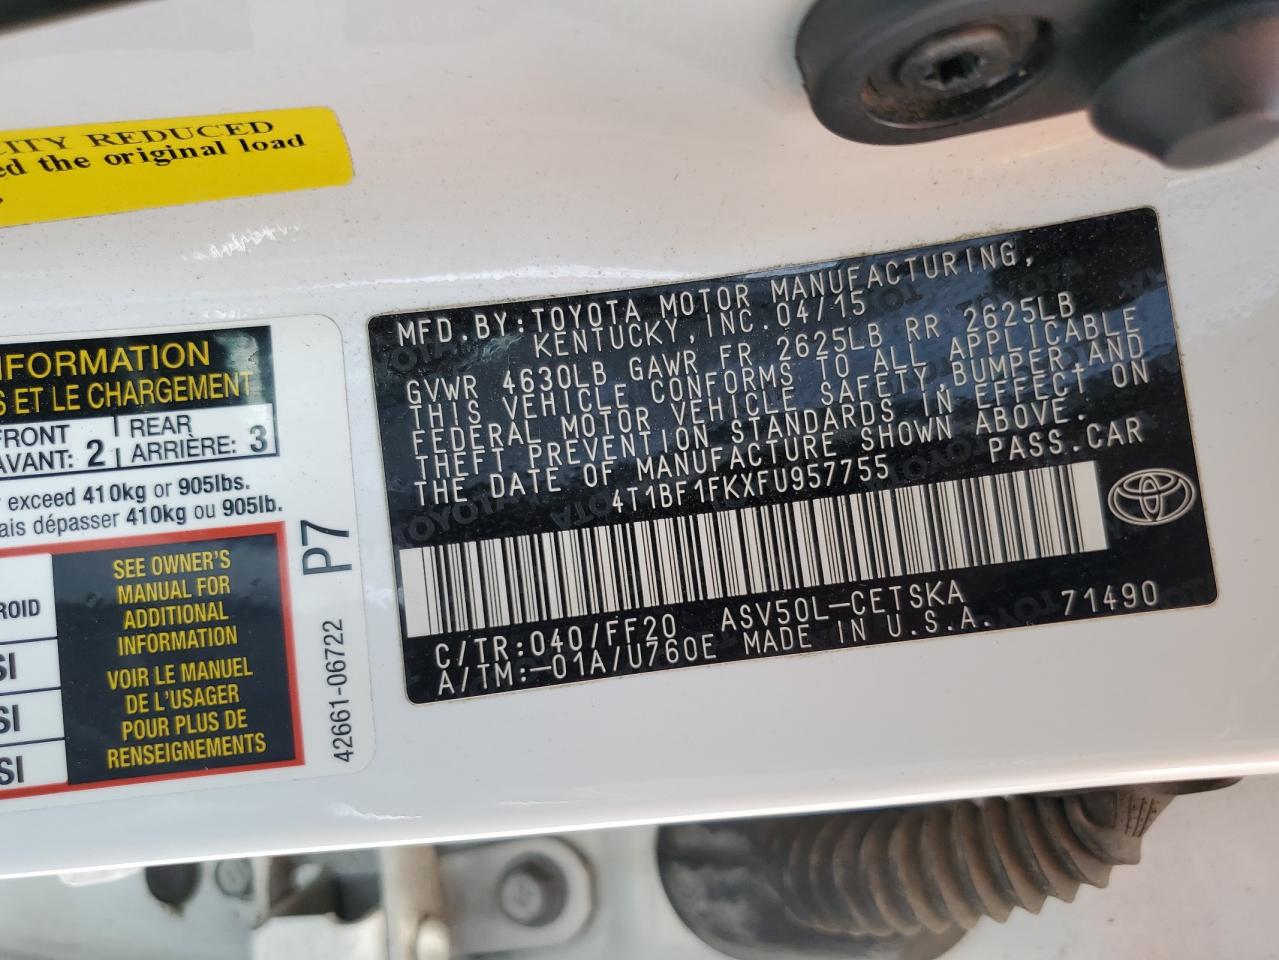 CITY REDUCED
ed the original load
INFORMATION
S ET LE CHARGEMENT
FRONT
AVANT: 2
REAR
ARRIÈRE: 3
exceed 410kg or 905lbs.
ais dépasser 410kg ou 905lb.
ROID
SI
SI
SI
SEE OWNER'S
MANUAL FOR
ADDITIONAL
INFORMATION
VOIR LE MANUEL
DE L'USAGER
POUR PLUS DE
RENSEIGNEMENTS
P7
42661-06722
MFD.BY:TOYOTA MOTOR MANUFACTURING,
KENTUCKY, INC.04/15
GVWR 4630LB GAWR FR 2625LB RR 2625LB
THIS VEHICLE CONFORMS TO ALL APPLICABLE
FEDERAL MOTOR VEHICLE SAFETY,BUMPER,AND
THEFT PREVENTION STANDARDS IN EFFECT ON
THE DATE OF MANUFACTURE SHOWN ABOVE.
4T1BF1FKXFU957755 PASS.CAR
C/TR:040/FF20 ASV50L-CETSKA
A/TM:-01A/U760E MADE IN U.S.A. 71490